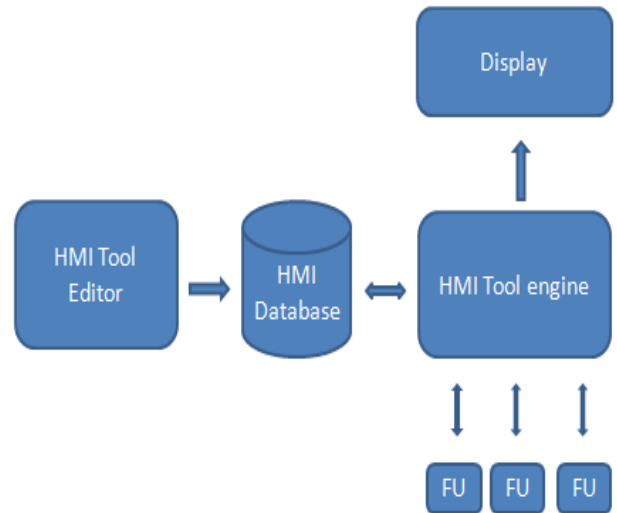 Display
HMI Tool
Editor
HMI
Database
HMI Tool engine
FU
FU
FU